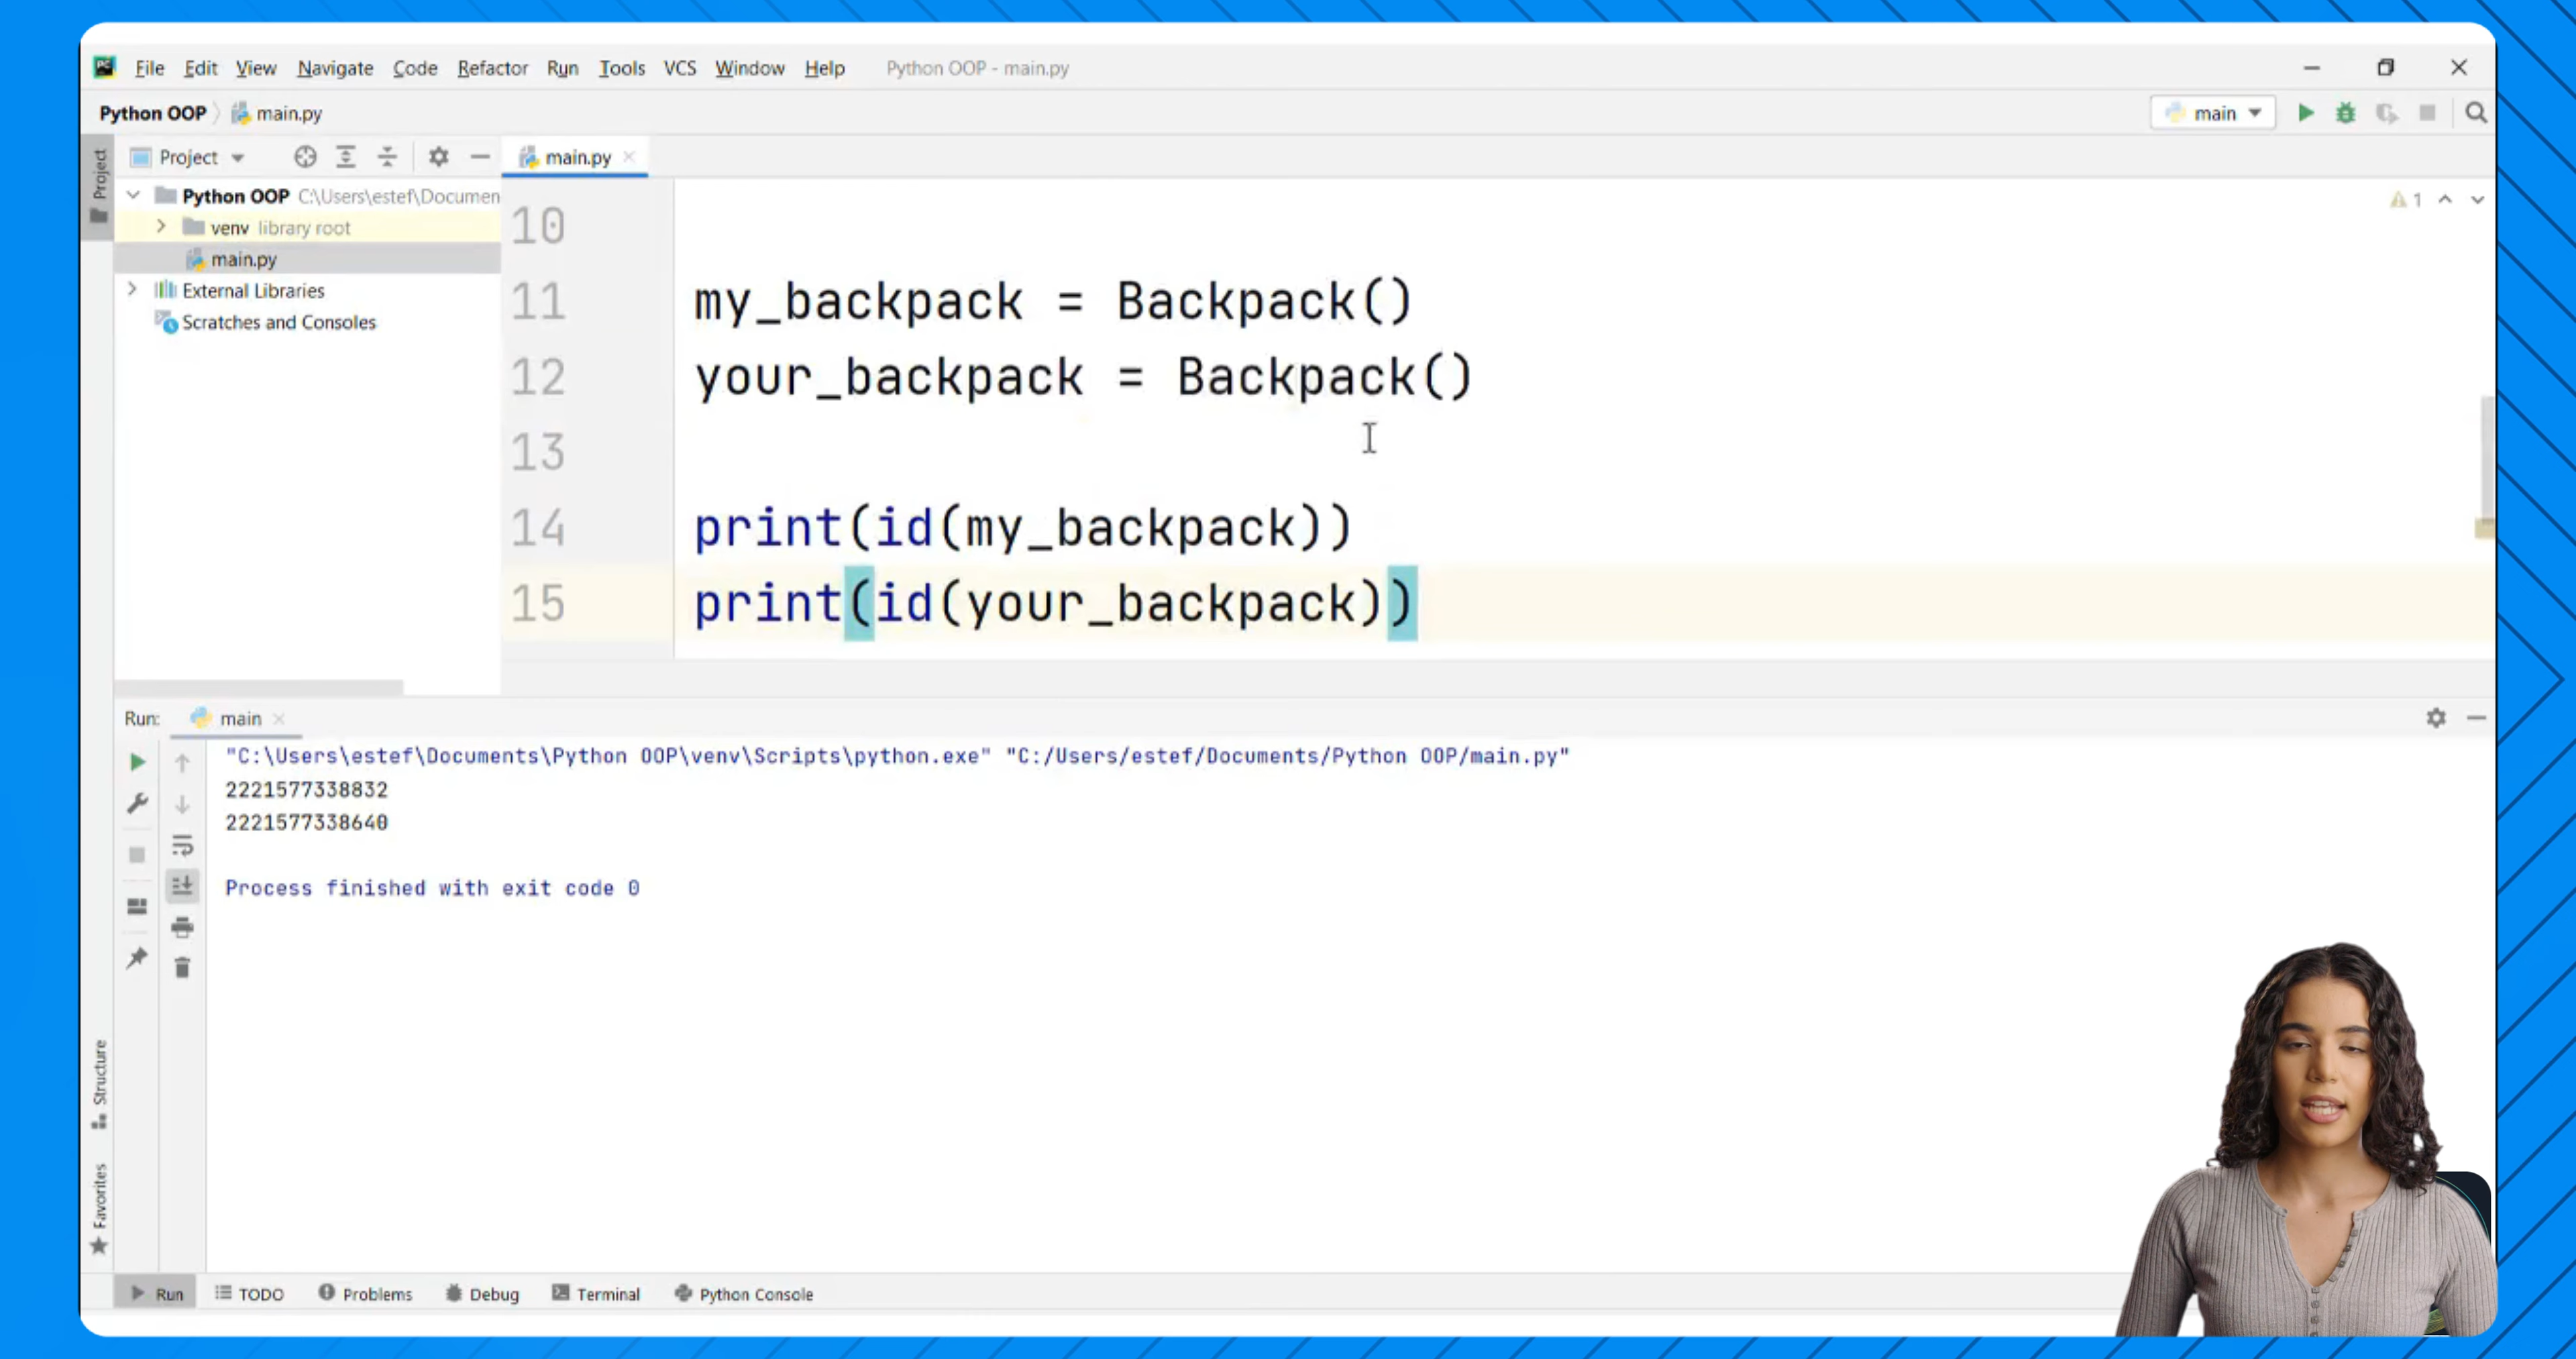 File Edit View Navigate Code Refactor Run Tools VCS Window Help Python OOP - main.py
Python OOP main.py
main
Project
Project
main.py
Python OOP C:\Users\estef\Documen
venv library root
main.py
External Libraries
Scratches and Consoles
1
10
11 my_backpack = Backpack()
12 your_backpack = Backpack()
13
14 print(id(my_backpack))
15 print(id(your_backpack))
Run: main
"C:\Users\estef\Documents\Python OOP\venv\Scripts\python.exe" "C:/Users/estef/Documents/Python OOP/main.py"
2221577338832
2221577338640
Process finished with exit code 0
Structure
Favorites
Run TODO Problems Debug Terminal Python Console